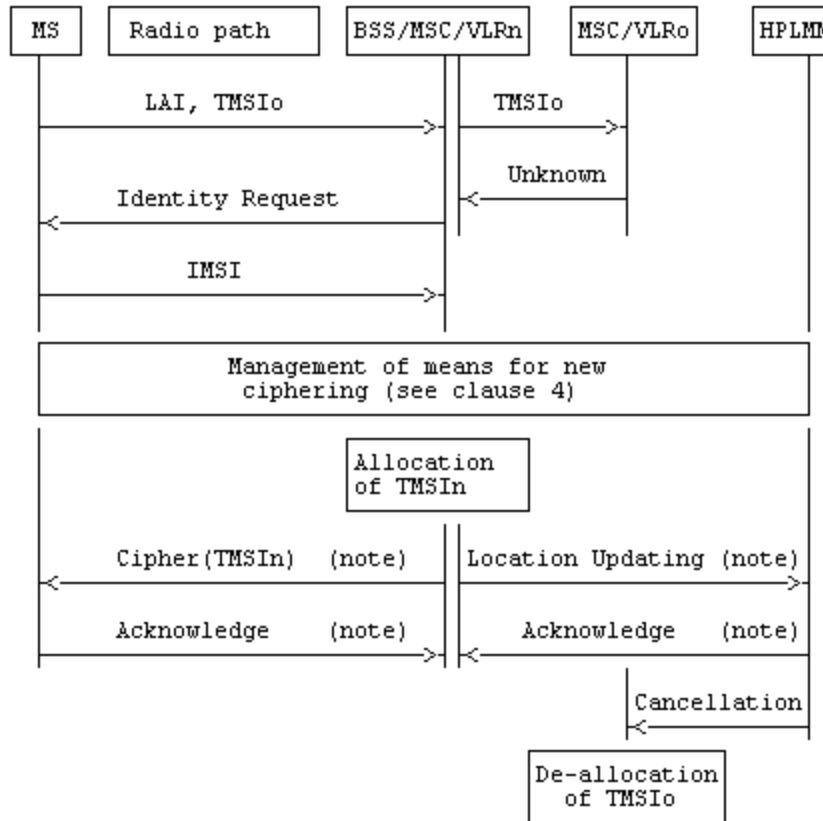 MS
Radio path
BSS/MSC/VLRn
MSC/VLRo
HPLMN
LAI, TMSIo
TMSIo
Unknown
Identity Request
IMSI
Management of means for new
ciphering (see clause 4)
Allocation
of TMSIn
Cipher(TMSIn) (note)
Location Updating (note)
Acknowledge (note)
Acknowledge (note)
Cancellation
De-allocation
of TMSIo